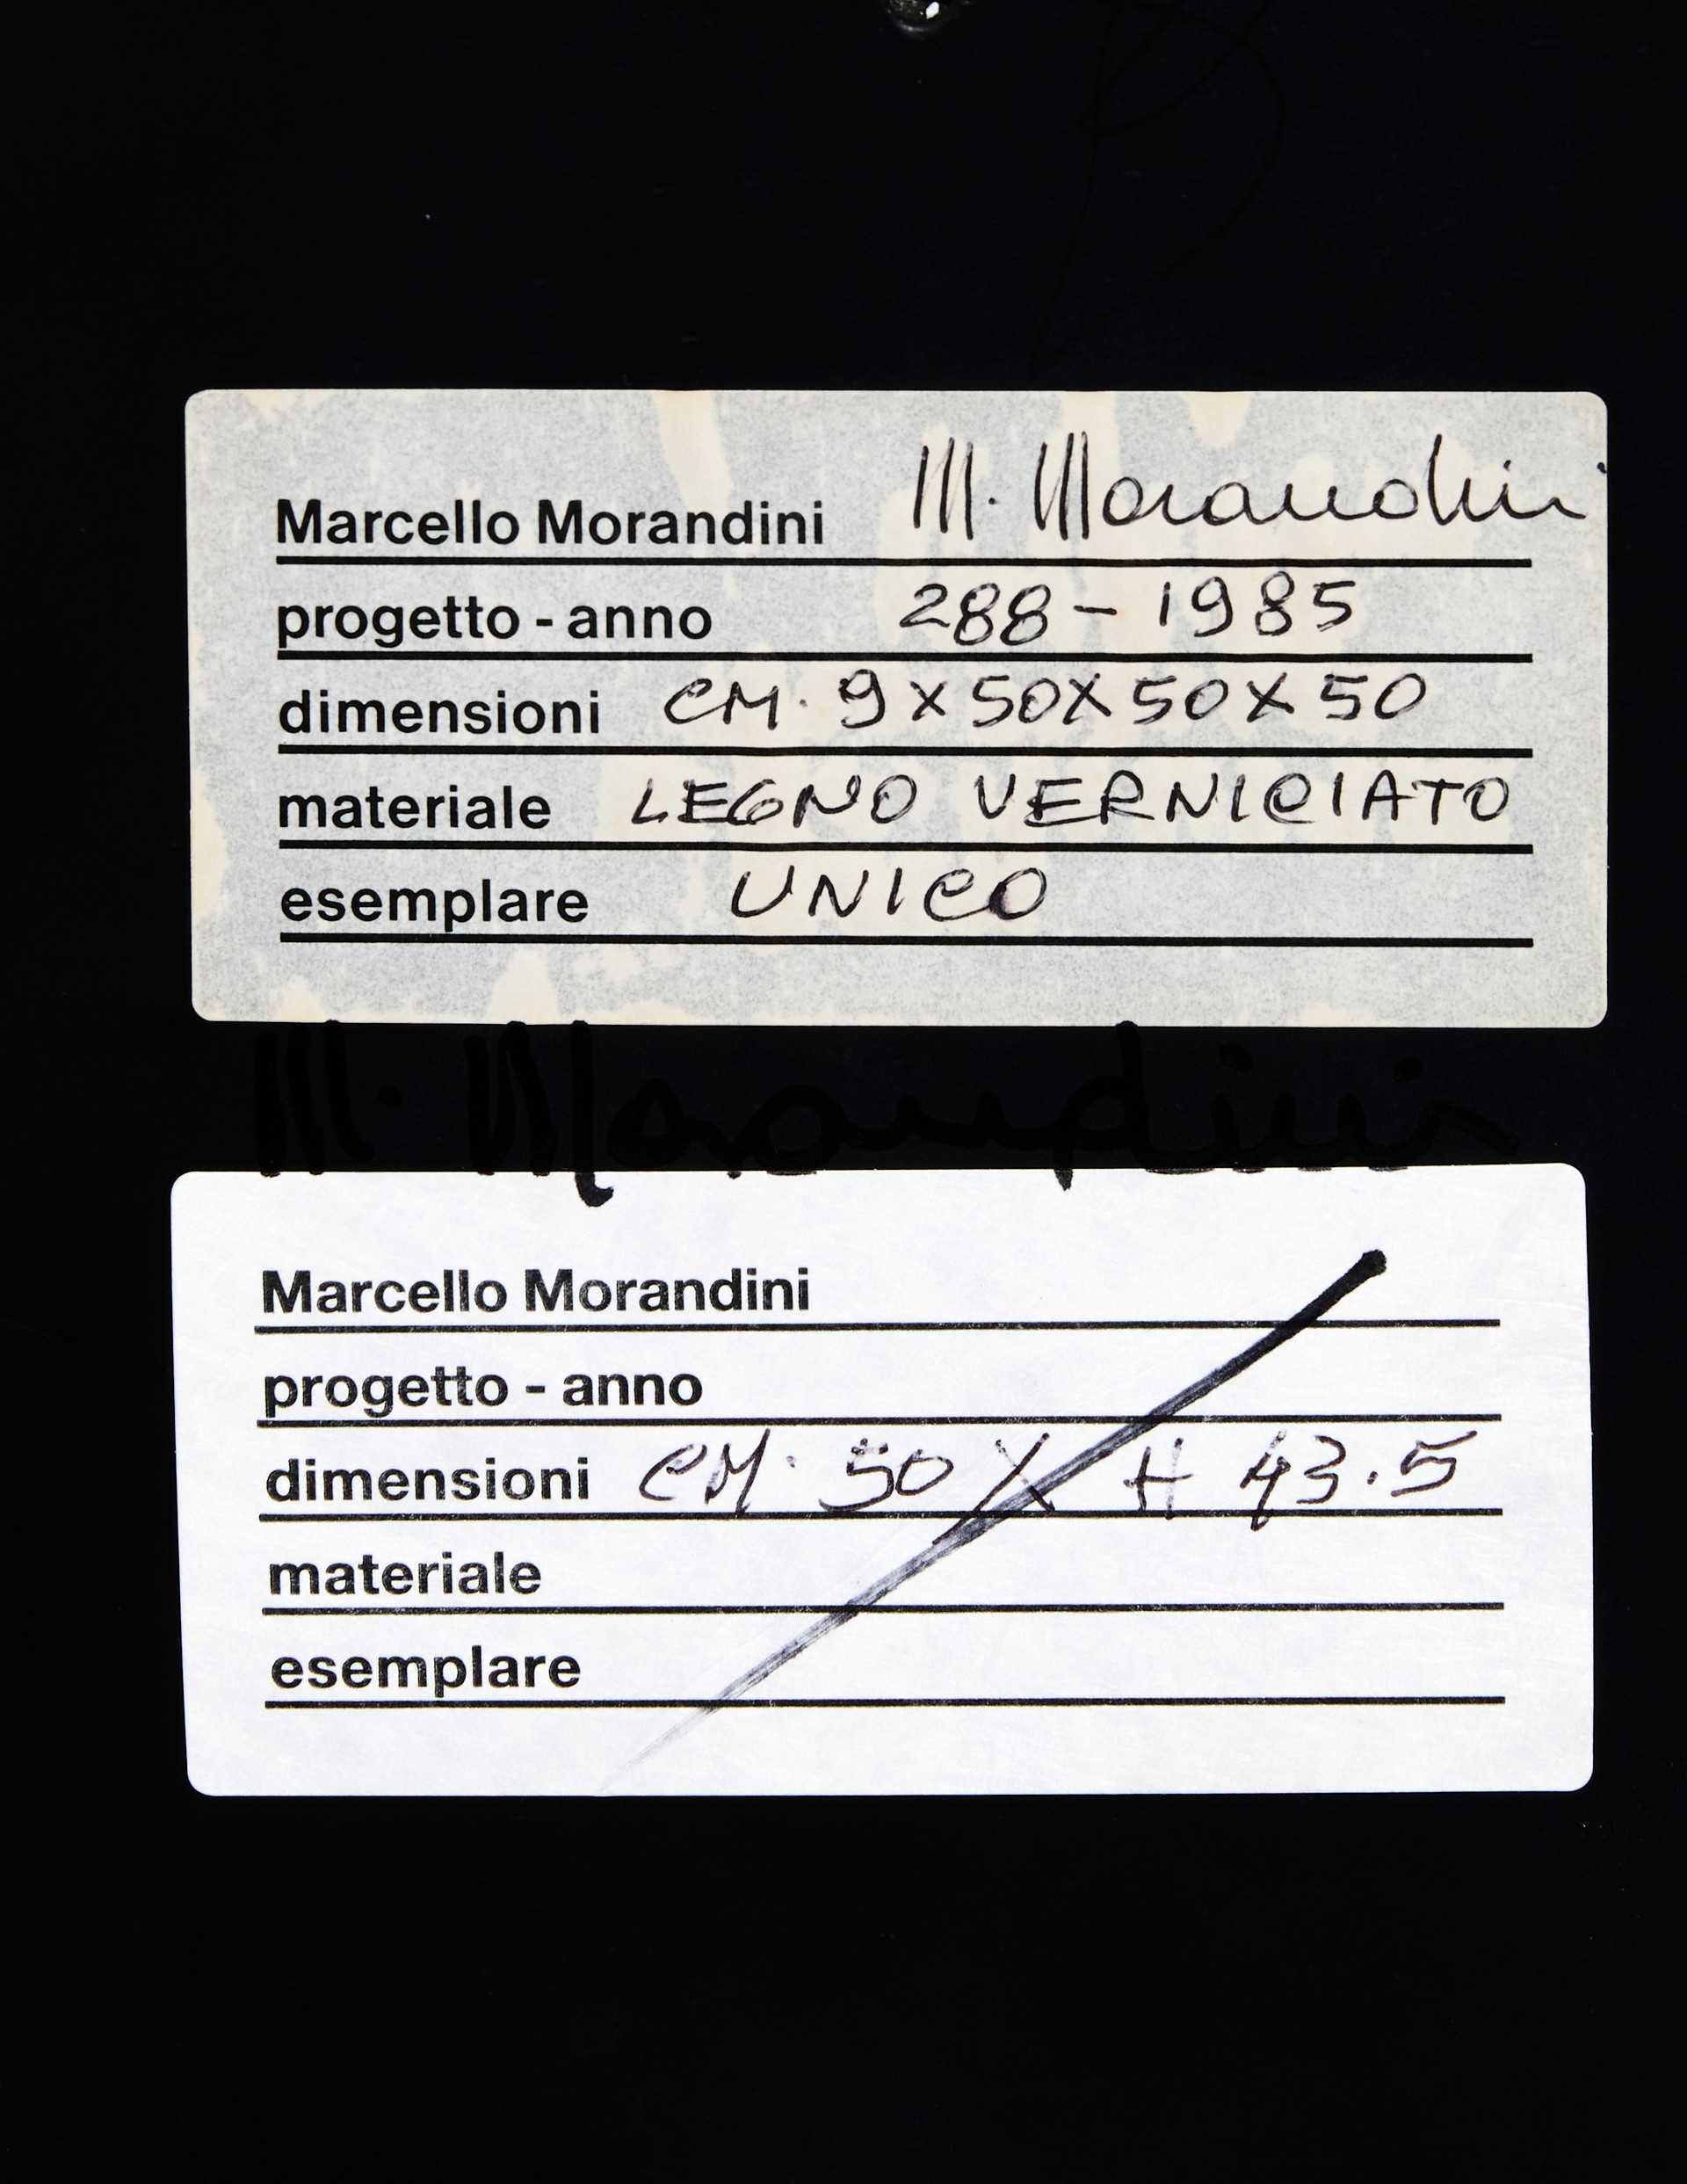 Marcello Morandini M. Morandini
progetto - anno 288 - 1985
dimensioni CM. 9 X 50 X 50 X 50
materiale LEGNO VERNICIATO
esemplare UNICO
M. Morandini
Marcello Morandini
progetto - anno
dimensioni CM. 50 X H 43.5
materiale
esemplare